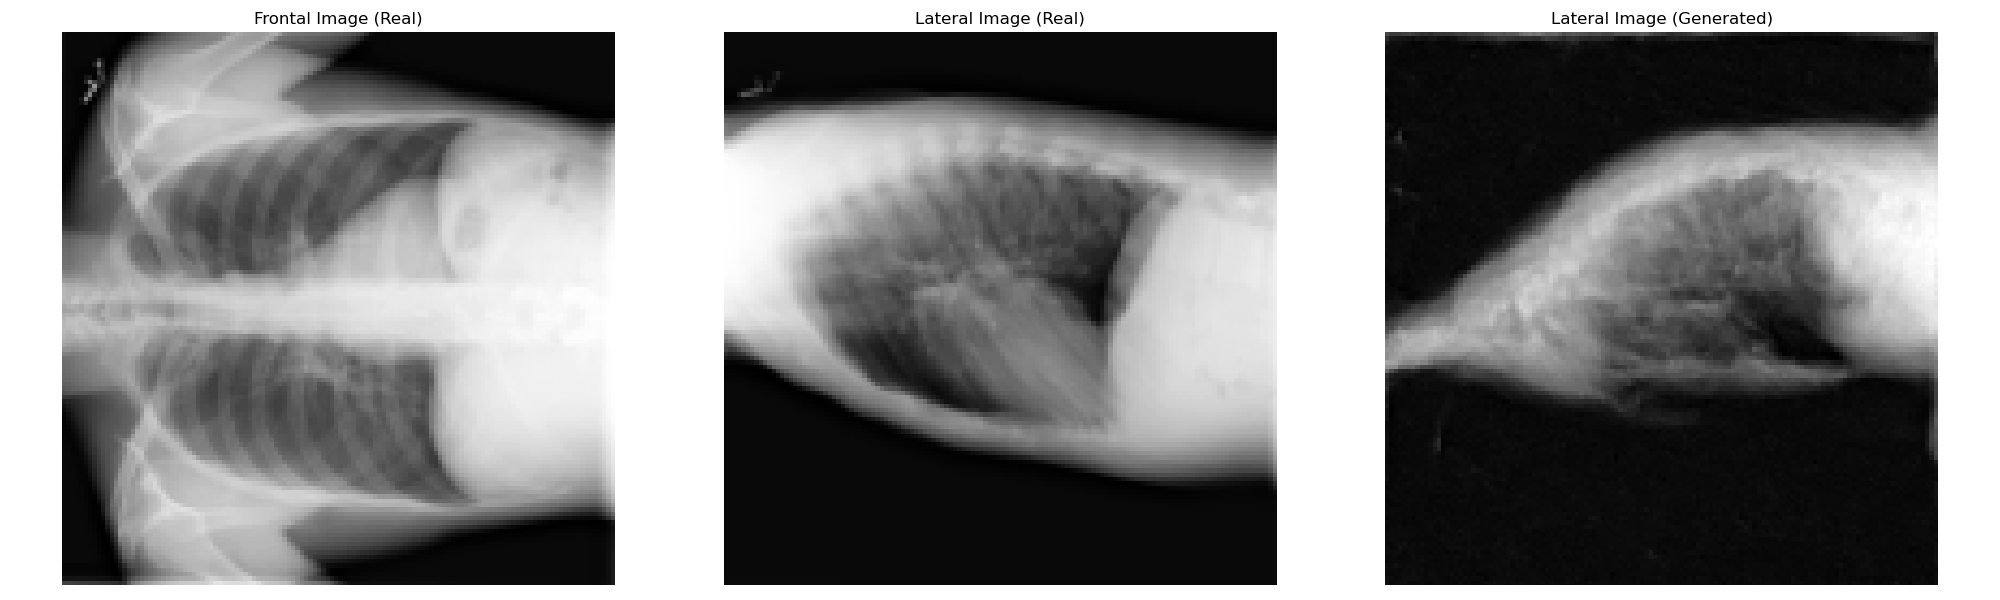 Frontal Image (Real)
Lateral Image (Real)
Lateral Image (Generated)